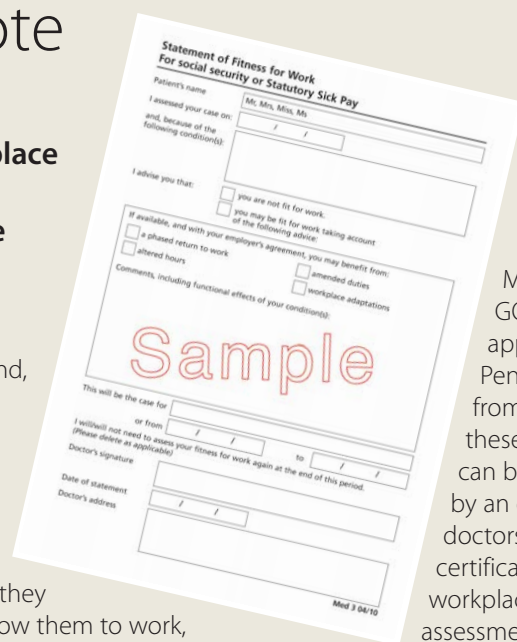 ote
place
e
nd,
they
ow them to work,
Statement of Fitness for Work
For social security or Statutory Sick Pay
Patient's name
Mr, Mrs, Miss, Ms
I assessed your case on:
/ /
and, because of the
following condition(s):
I advise you that:
you are not fit for work.
you may be fit for work taking account
of the following advice:
If available, and with your employer's agreement, you may benefit from:
a phased return to work
amended duties
altered hours
workplace adaptations
Comments, including functional effects of your condition(s):
Sample
This will be the case for
or from / / to / /
I will/will not need to assess your fitness for work again at the end of this period.
(Please delete as applicable)
Doctor's signature
Date of statement
/ /
Doctor's address
Med 3 04/10
M
GO
app
Pen
from
these
can b
by an
doctors
certifica
workplac
assessme